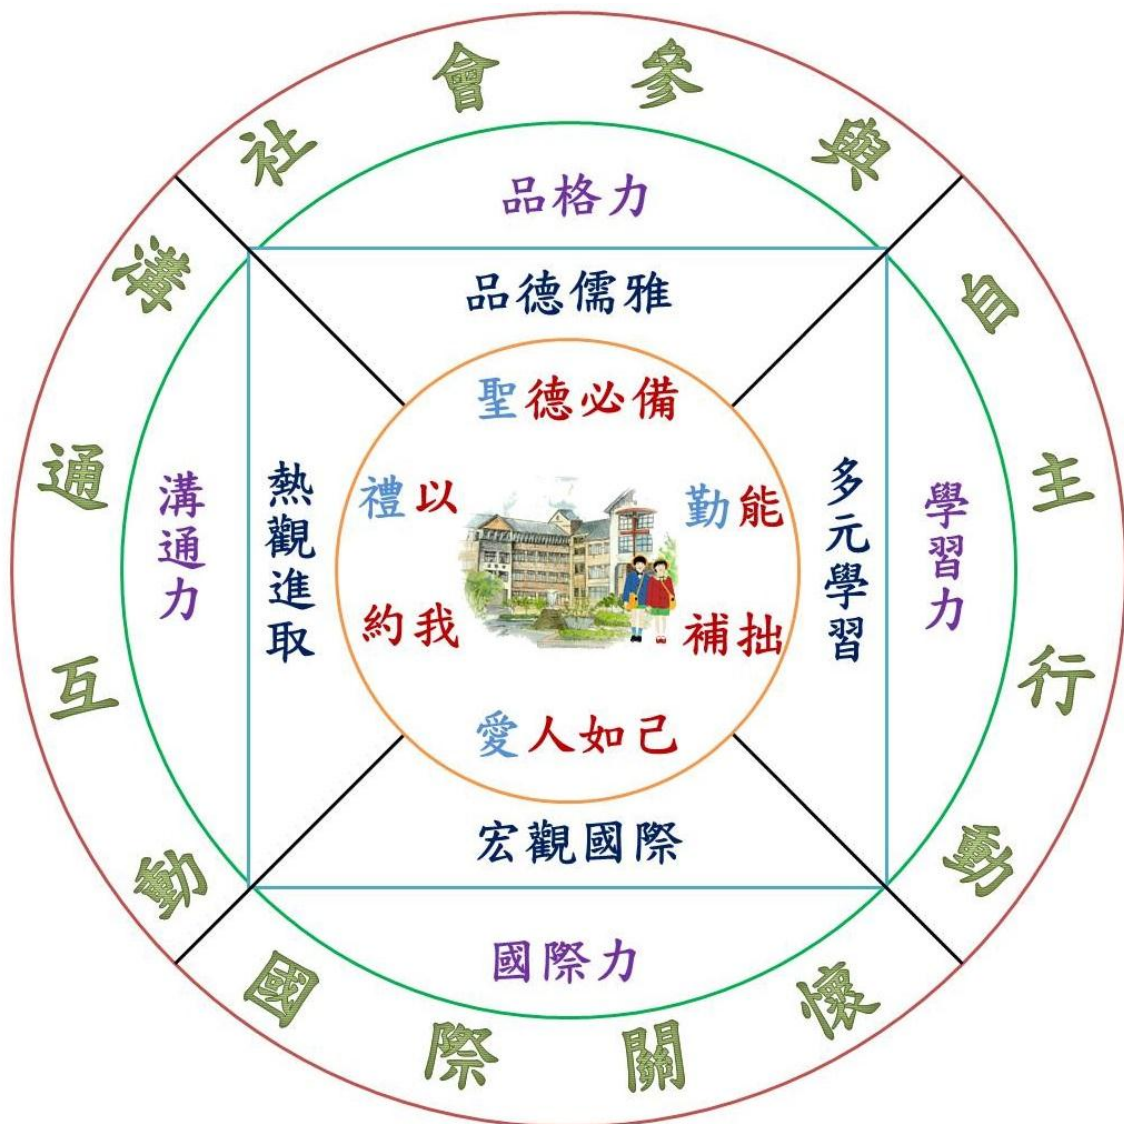 社會參與
品格力
品德儒雅
聖德必備
溝通互動
溝通力
熱觀進取
禮以
約我
勤能
補拙
多元學習
學習力
自主行動
愛人如己
宏觀國際
國際力
國際關懷